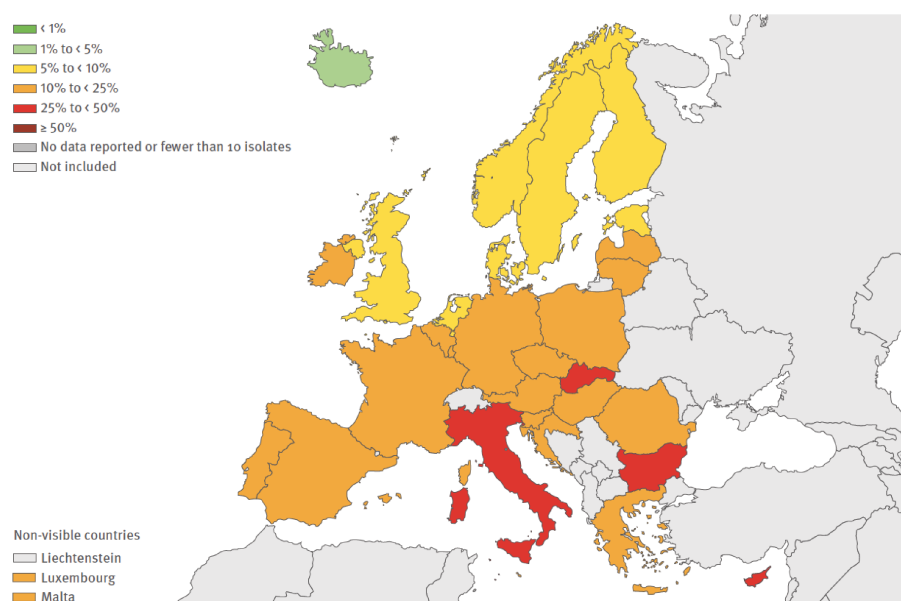 < 1%
1% to < 5%
5% to < 10%
10% to < 25%
25% to < 50%
≥ 50%
No data reported or fewer than 10 isolates
Not included
Non-visible countries
Liechtenstein
Luxembourg
Malta